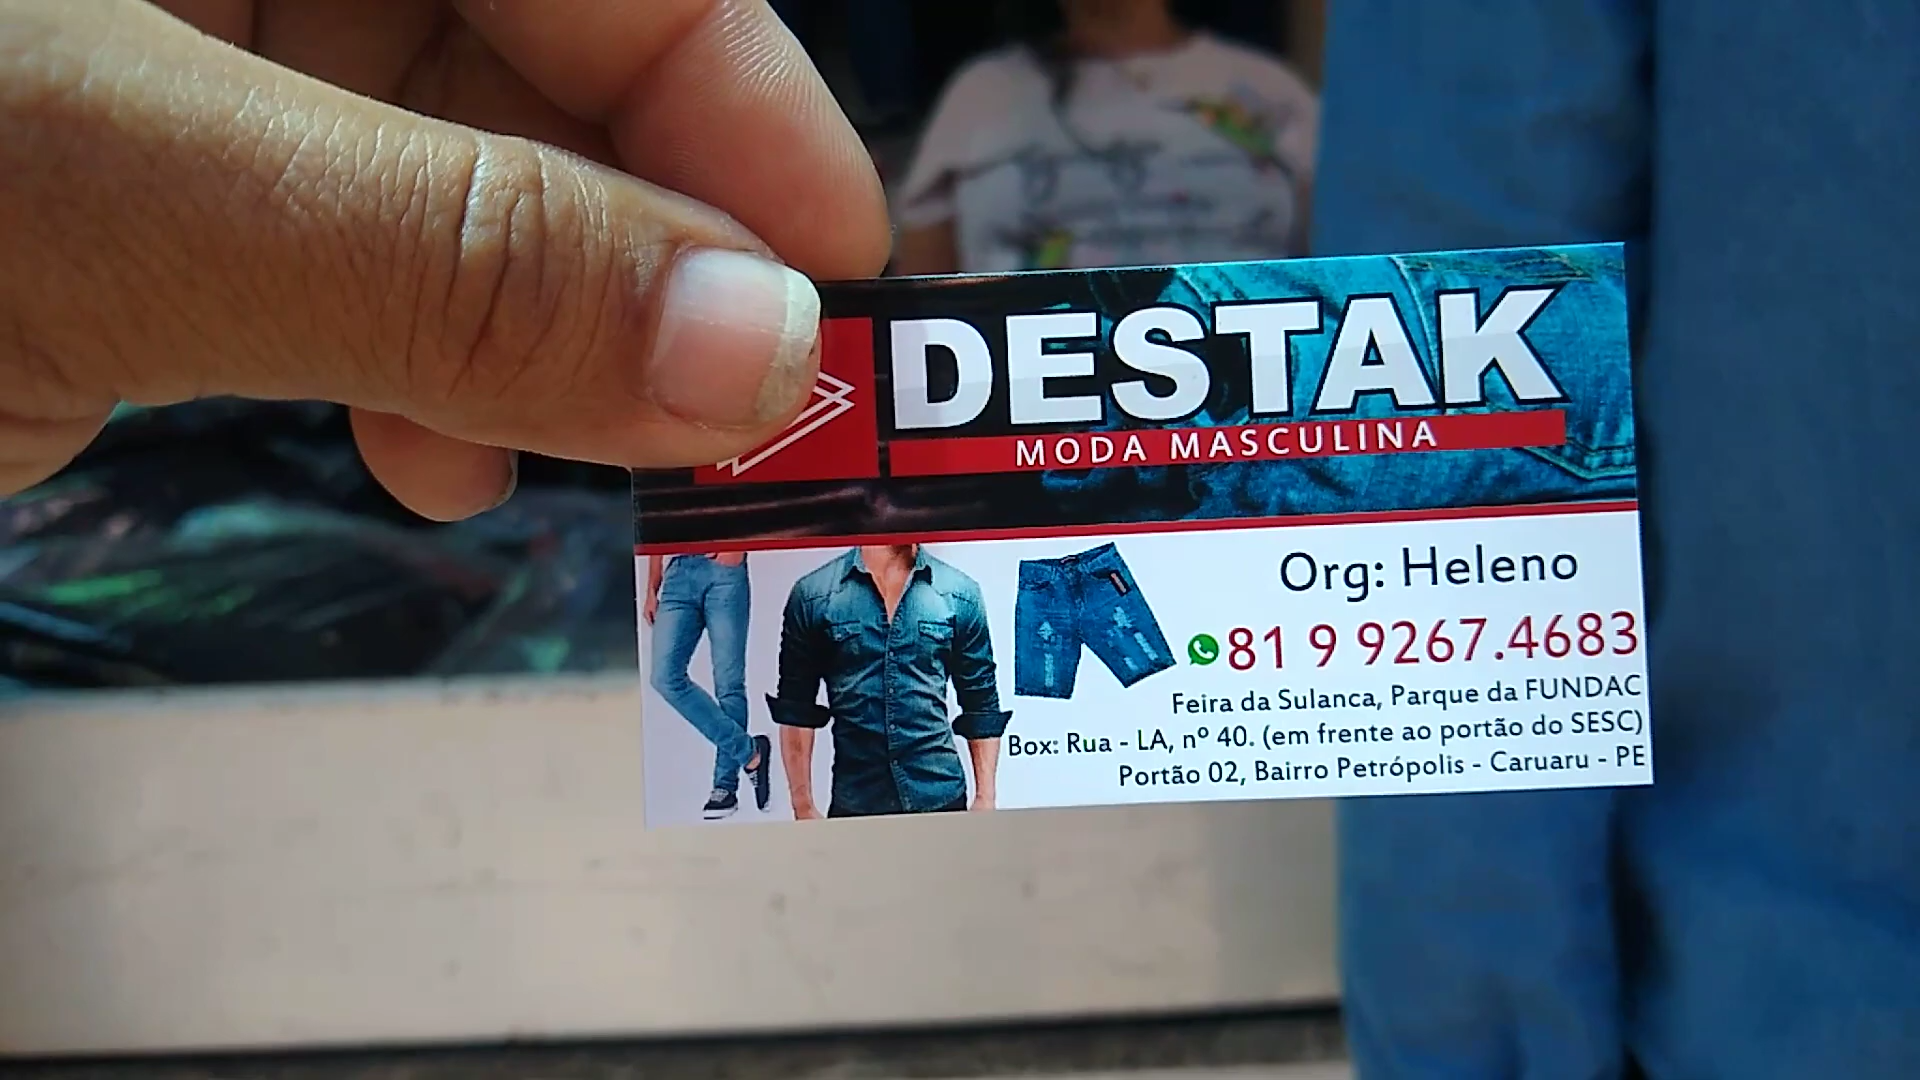 DESTAK
MODA MASCULINA
Org: Heleno
81 9 9267.4683
Feira da Sulanca, Parque da FUNDAC
Box: Rua - LA, nº 40. (em frente ao portão do SESC)
Portão 02, Bairro Petrópolis - Caruaru - PE